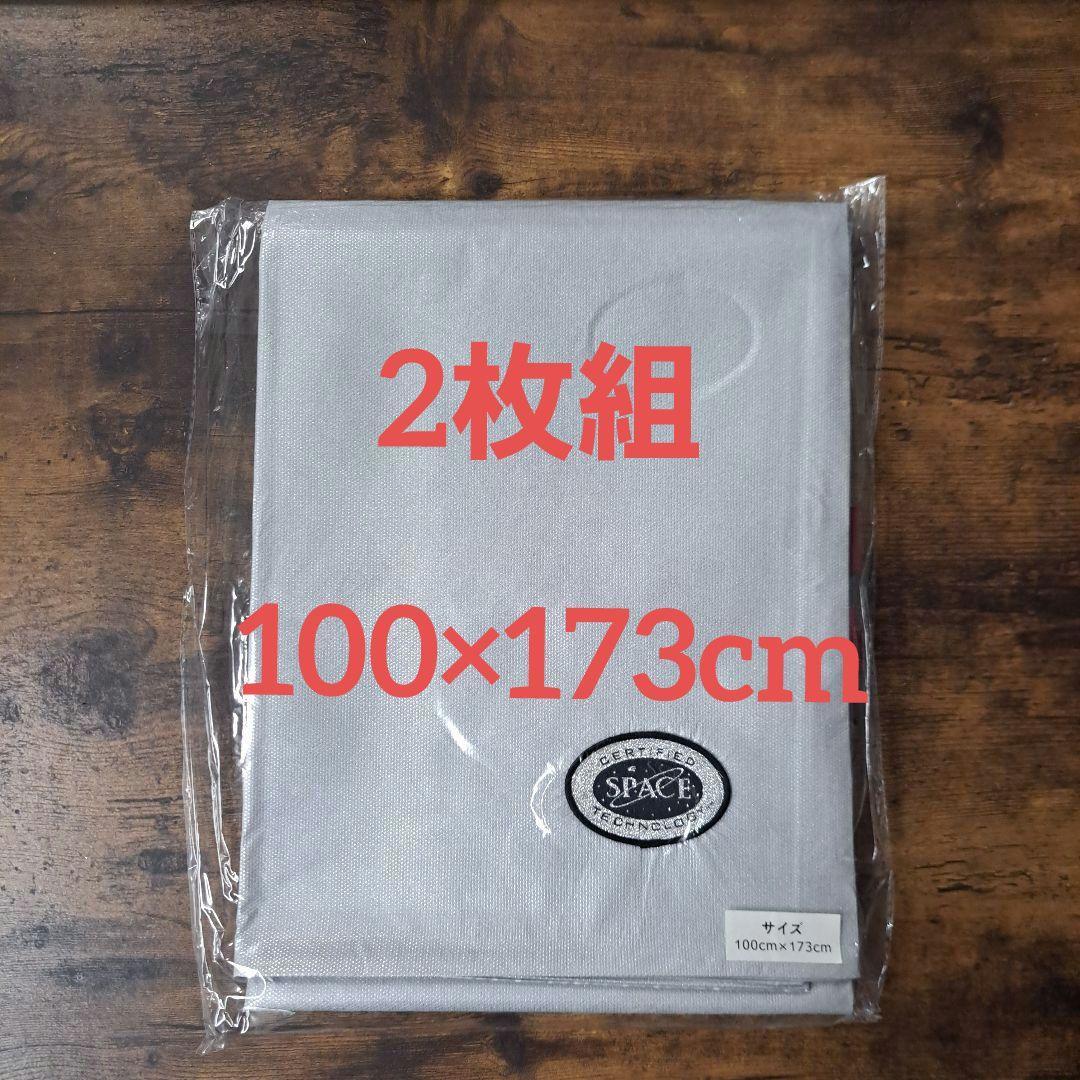 2枚組
100×173cm
CERTIFIED
SPACE
TECHNOLOGY
サイズ
100cm×173cm